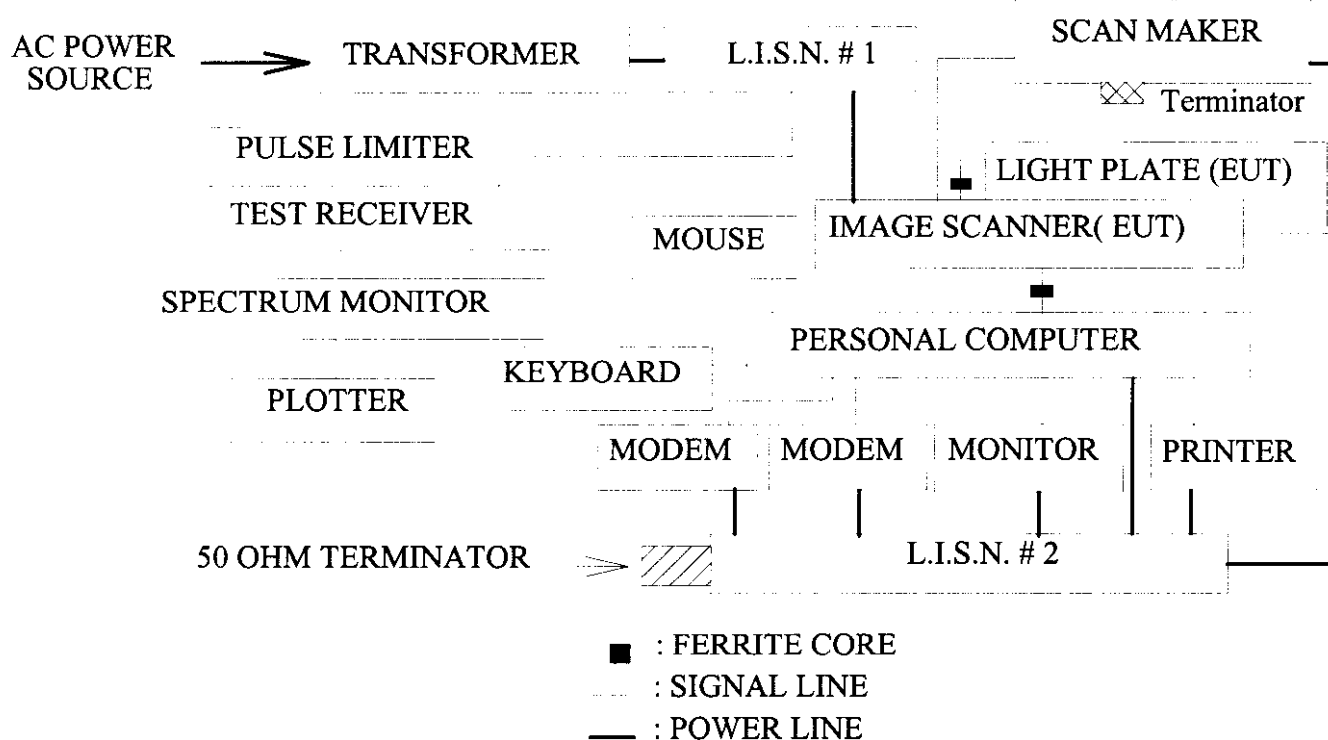 AC POWER
SOURCE
TRANSFORMER
L.I.S.N. # 1
SCAN MAKER
Terminator
PULSE LIMITER
LIGHT PLATE (EUT)
TEST RECEIVER
MOUSE
IMAGE SCANNER( EUT)
SPECTRUM MONITOR
PERSONAL COMPUTER
KEYBOARD
PLOTTER
MODEM
MODEM
MONITOR
PRINTER
50 OHM TERMINATOR
L.I.S.N. # 2
: FERRITE CORE
: SIGNAL LINE
: POWER LINE